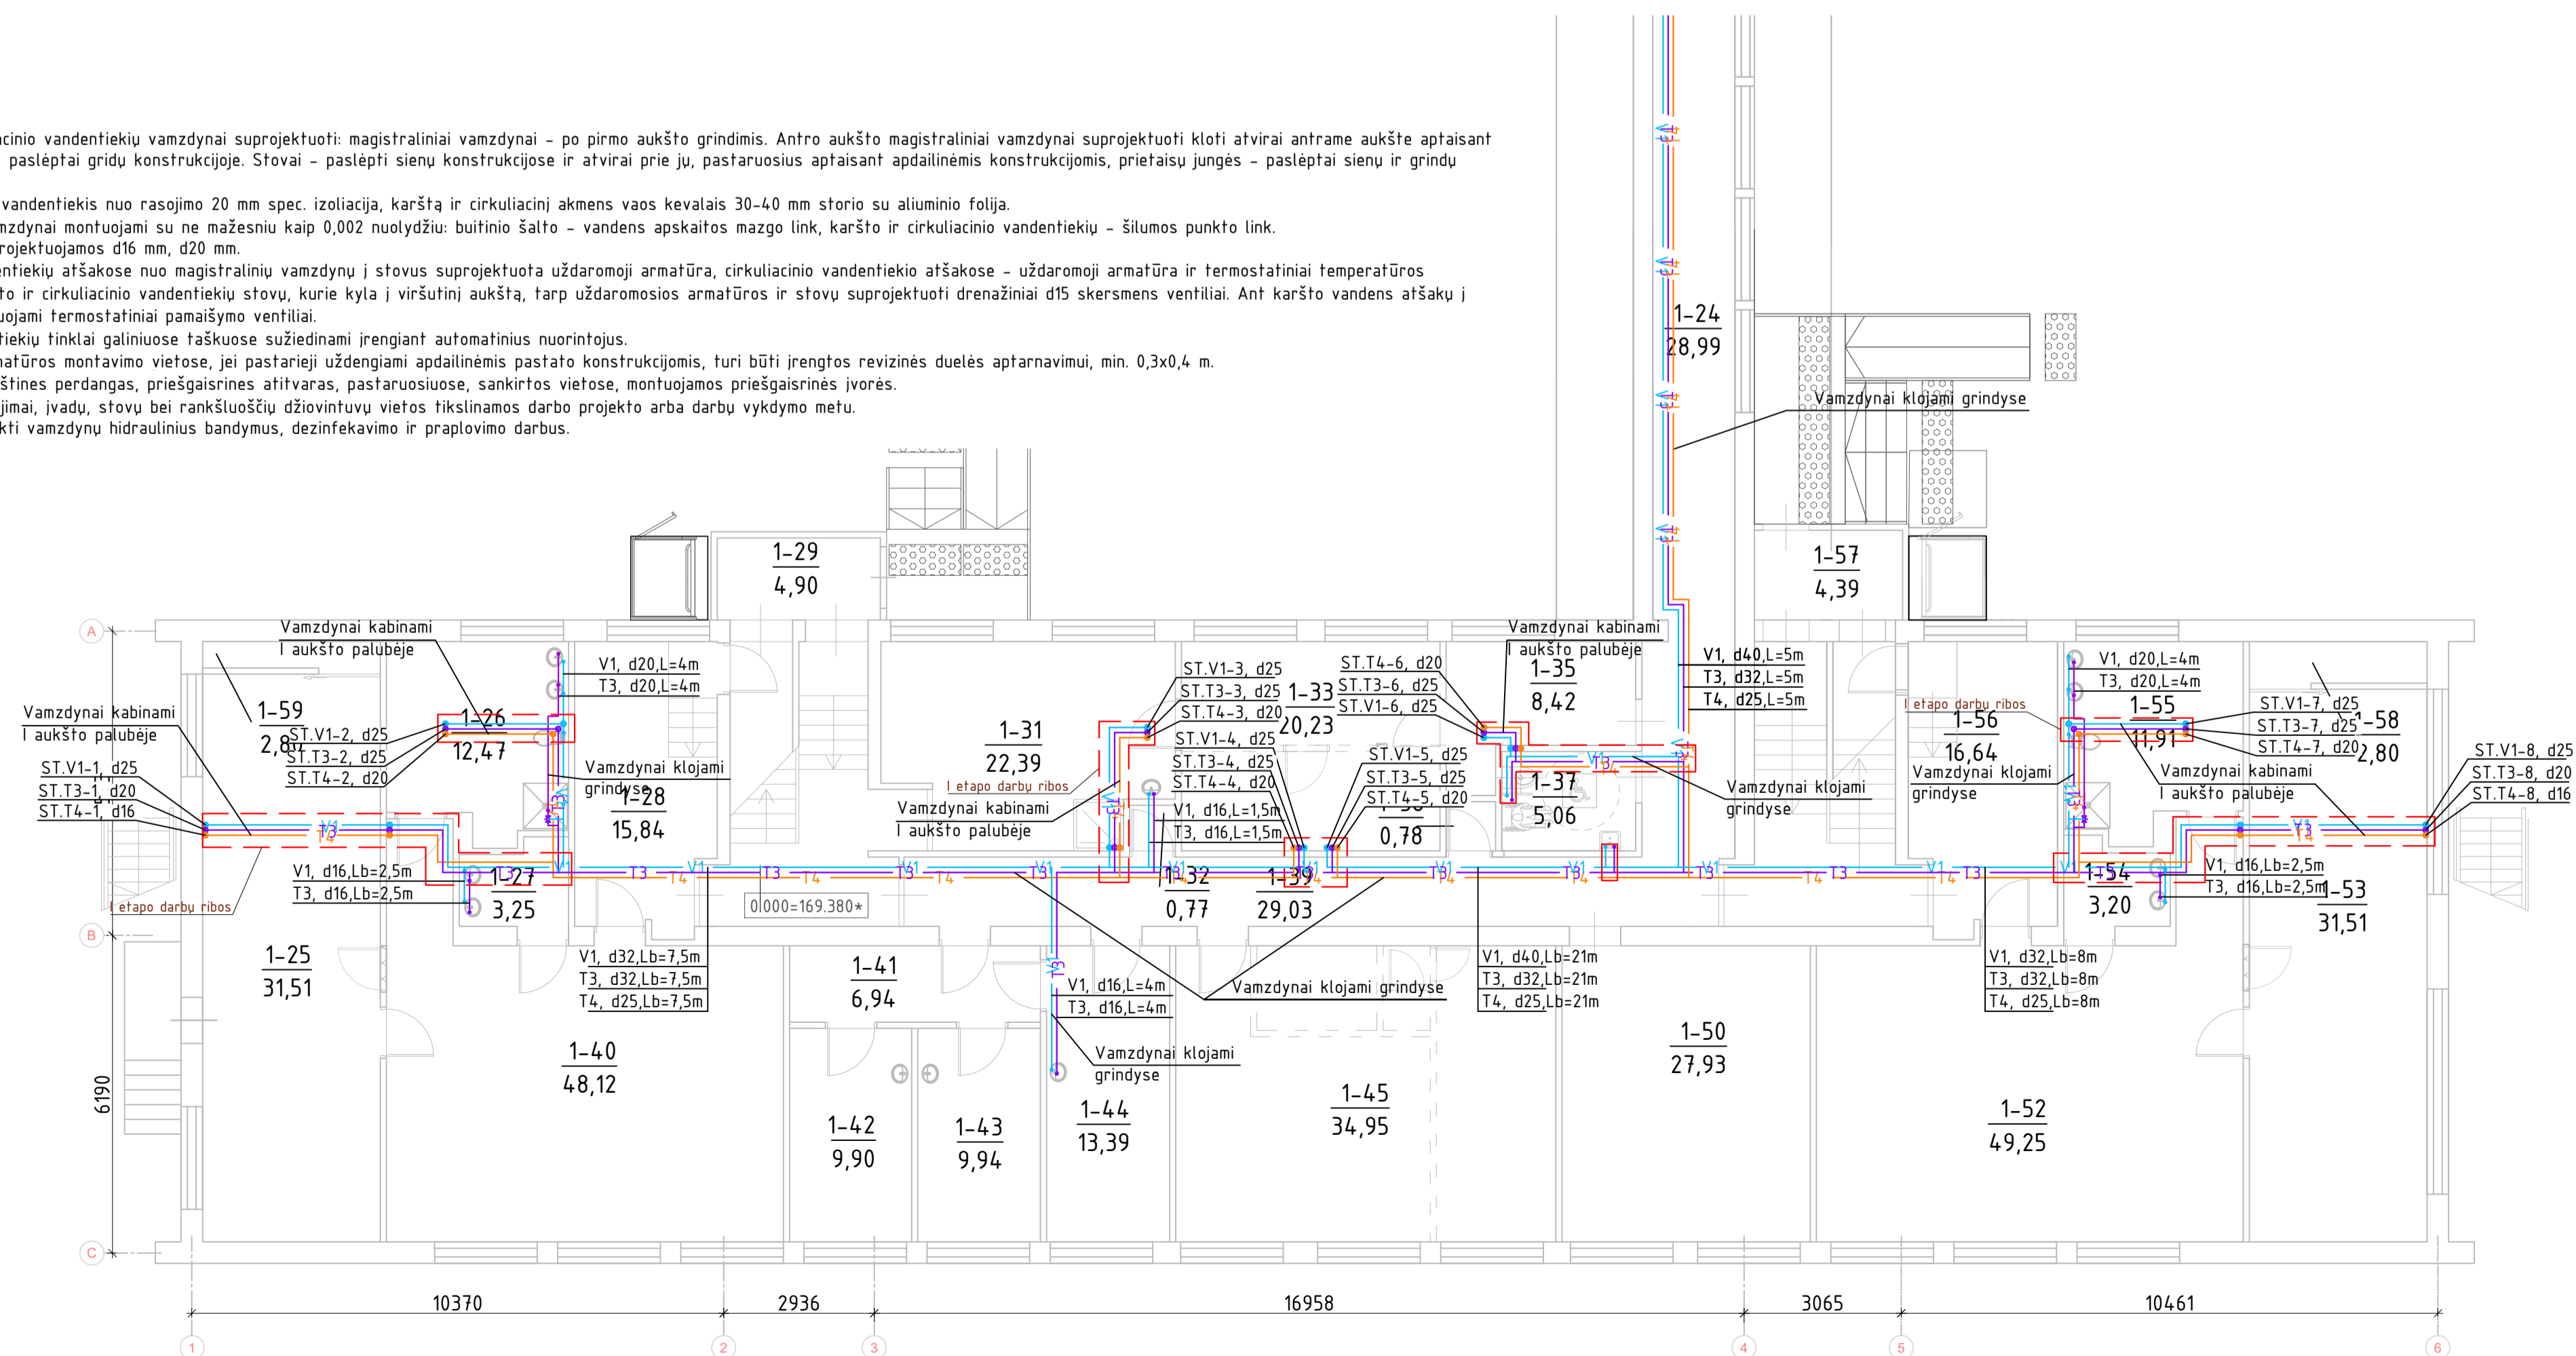 cinio vandentiekių vamzdynai suprojektuoti: magistraliniai vamzdynai – po pirmo aukšto grindimis. Antro aukšto magistraliniai vamzdynai suprojektuoti kloti atvirai antrame aukšte aptaisant
paslėptai gridų konstrukcijoje. Stovai – paslėpti sienų konstrukcijose ir atvirai prie jų, pastaruosius aptaisant apdailinėmis konstrukcijomis, prietaisų jungės – paslėptai sienų ir grindų
vandentiekis nuo rasojimo 20 mm spec. izoliacija, karštą ir cirkuliacinį akmens vaos kevalais 30-40 mm storio su aliuminio folija.
mzdynai montuojami su ne mažesniu kaip 0,002 nuolydžiu: buitinio šalto – vandens apskaitos mazgo link, karšto ir cirkuliacinio vandentiekių – šilumos punkto link.
rojektuojamos d16 mm, d20 mm.
entiekių atšakose nuo magistralinių vamzdynų į stovus suprojektuota uždaromoji armatūra, cirkuliacinio vandentiekio atšakose – uždaromoji armatūra ir termostatiniai temperatūros
to ir cirkuliacinio vandentiekių stovų, kurie kyla į viršutinį aukštą, tarp uždaromosios armatūros ir stovų suprojektuoti drenažiniai d15 skersmens ventiliai. Ant karšto vandens atšakų į
uojami termostatiniai pamaišymo ventiliai.
tiekių tinklai galiniuose taškuose sužiedinami įrengiant automatinius nuorintojus.
matūros montavimo vietose, jei pastarieji uždengiami apdailinėmis pastato konstrukcijomis, turi būti įrengtos revizinės duelės aptarnavimui, min. 0,3x0,4 m.
štines perdangas, priešgaisrines atitvaras, pastaruosiuose, sankirtos vietose, montuojamos priešgaisrinės įvorės.
jimai, įvadų, stovų bei rankšluoščių džiovintuvų vietos tikslinamos darbo projekto arba darbų vykdymo metu.
kti vamzdynų hidraulinius bandymus, dezinfekavimo ir praplovimo darbus.
1-24
28,99
Vamzdynai klojami grindyse
1-29
4,90
1-57
4,39
A
Vamzdynai kabinami
I aukšto palubėje
V1, d20,L=4m
T3, d20,L=4m
1-59
Vamzdynai kabinami
I aukšto palubėje
1-26
12,47
ST.V1-2, d25
ST.T3-2, d25
ST.T4-2, d20
ST.V1-1, d25
ST.T3-1, d20
ST.T4-1, d16
Vamzdynai klojami
grindyse
1-28
15,84
V1, d16,Lb=2,5m
T3, d16,Lb=2,5m
I etapo darbų ribos
1-27
3,25
0.000=169.380*
1-31
22,39
I etapo darbų ribos
Vamzdynai kabinami
I aukšto palubėje
ST.V1-3, d25
ST.T3-3, d25
ST.T4-3, d20
1-33
20,23
ST.V1-4, d25
ST.T3-4, d25
ST.T4-4, d20
V1, d16,L=1,5m
T3, d16,L=1,5m
ST.T4-6, d20
ST.T3-6, d25
ST.V1-6, d25
ST.V1-5, d25
ST.T3-5, d25
ST.T4-5, d20
0,78
1-32
0,77
1-39
29,03
Vamzdynai kabinami
I aukšto palubėje
1-35
8,42
1-37
5,06
V1, d40,L=5m
T3, d32,L=5m
T4, d25,L=5m
Vamzdynai klojami
grindyse
I etapo darbų ribos
1-56
16,64
Vamzdynai klojami
grindyse
V1, d20,L=4m
T3, d20,L=4m
1-55
11,91
ST.V1-7, d25
ST.T3-7, d25
ST.T4-7, d20
1-58
2,80
Vamzdynai kabinami
I aukšto palubėje
ST.V1-8, d25
ST.T3-8, d20
ST.T4-8, d16
V1, d16,Lb=2,5m
T3, d16,Lb=2,5m
1-54
3,20
1-53
31,51
B
1-25
31,51
V1, d32,Lb=7,5m
T3, d32,Lb=7,5m
T4, d25,Lb=7,5m
1-41
6,94
V1, d16,L=4m
T3, d16,L=4m
Vamzdynai klojami grindyse
V1, d40,Lb=21m
T3, d32,Lb=21m
T4, d25,Lb=21m
V1, d32,Lb=8m
T3, d32,Lb=8m
T4, d25,Lb=8m
Vamzdynai klojami
grindyse
1-40
48,12
1-50
27,93
6190
1-42
9,90
1-43
9,94
1-44
13,39
1-45
34,95
1-52
49,25
C
10370
2936
16958
3065
10461
1
2
3
4
5
6